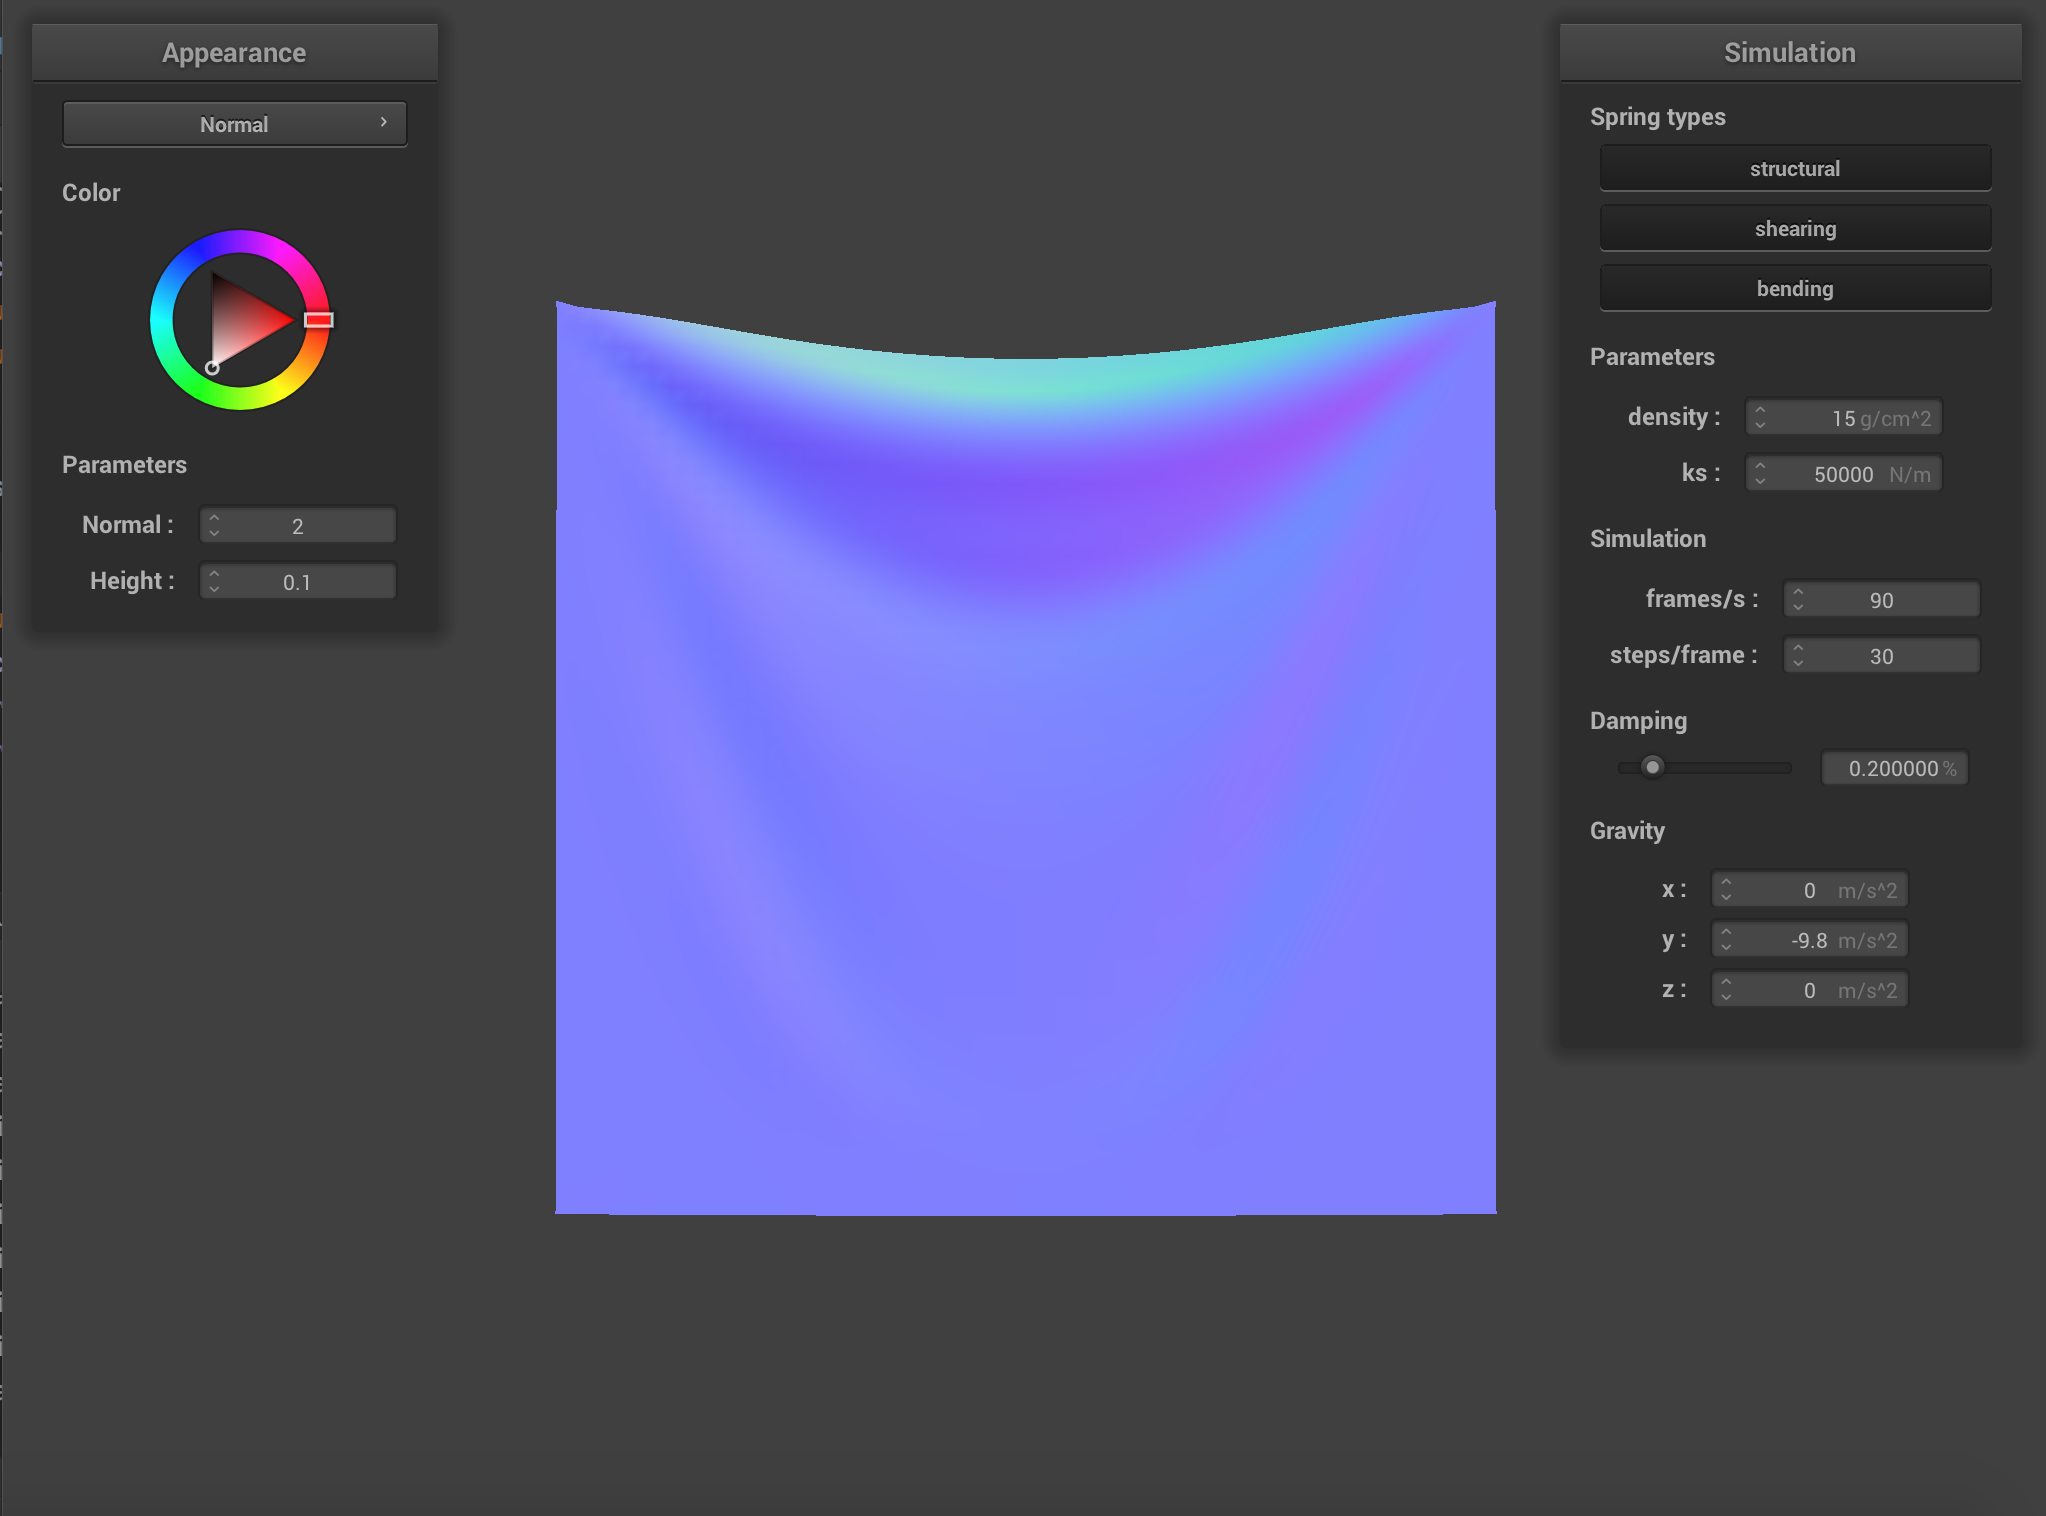 Appearance
Normal
Color
Parameters
Normal : 2
Height : 0.1
Simulation
Spring types
structural
shearing
bending
Parameters
density : 15 g/cm^2
ks : 50000 N/m
Simulation
frames/s : 90
steps/frame : 30
Damping
0.200000 %
Gravity
x : 0 m/s^2
y : -9.8 m/s^2
z : 0 m/s^2